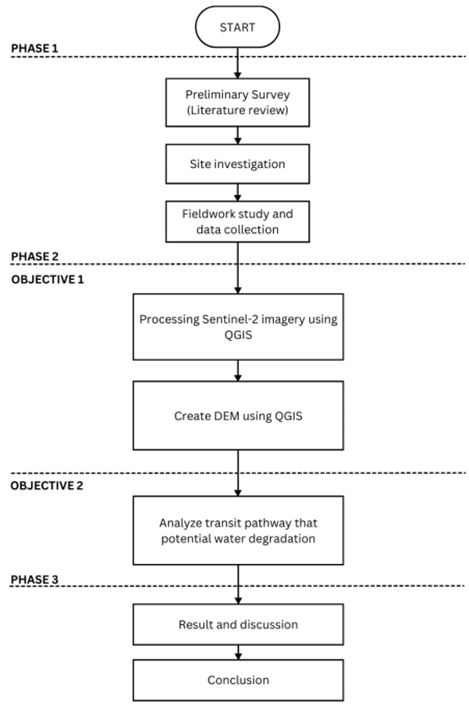 START
PHASE 1
Preliminary Survey
(Literature review)
Site investigation
Fieldwork study and
data collection
PHASE 2
OBJECTIVE 1
Processing Sentinel-2 imagery using
QGIS
Create DEM using QGIS
OBJECTIVE 2
Analyze transit pathway that
potential water degradation
PHASE 3
Result and discussion
Conclusion